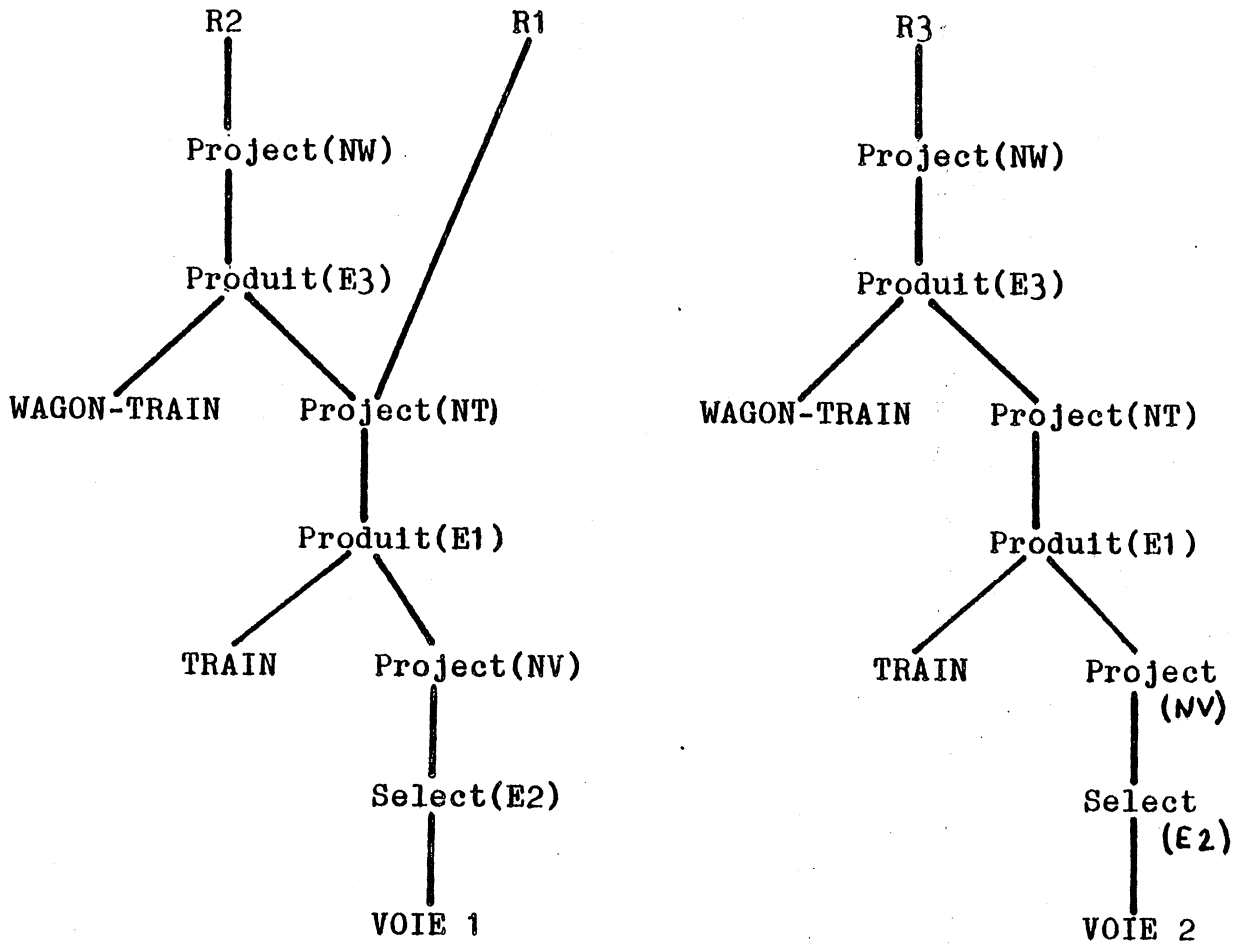 R2 R1 R3
Project(NW) Project(NW)
Produit(E3) Produit(E3)
WAGON-TRAIN Project(NT) WAGON-TRAIN Project(NT)
Produit(E1) Produit(E1)
TRAIN Project(NV) TRAIN Project
(NV)
Select(E2) Select
(E2)
VOIE 1 VOIE 2